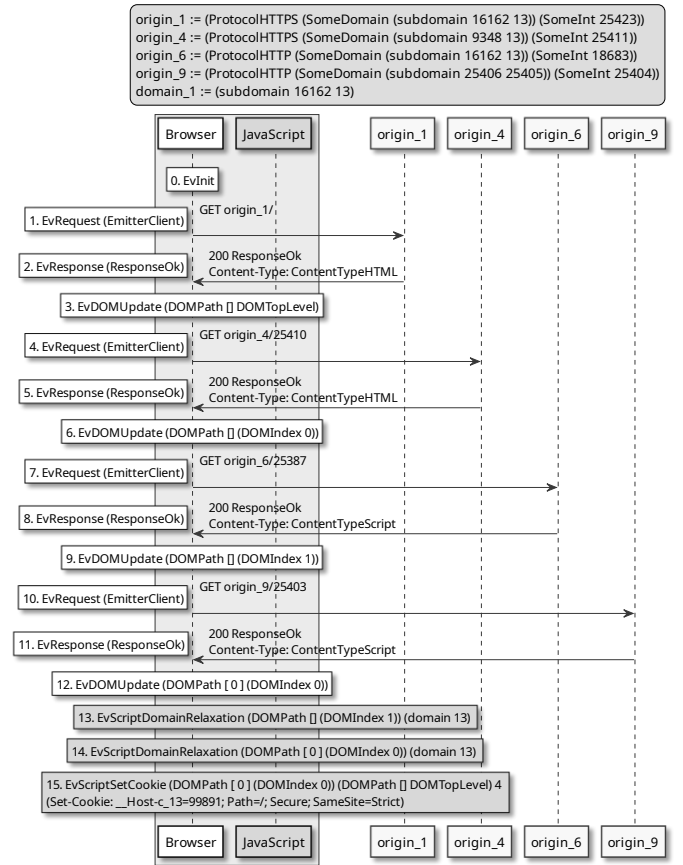 origin_1 := (ProtocolHTTPS (SomeDomain (subdomain 16162 13)) (SomeInt 25423))
origin_4 := (ProtocolHTTPS (SomeDomain (subdomain 9348 13)) (SomeInt 25411))
origin_6 := (ProtocolHTTP (SomeDomain (subdomain 16162 13)) (SomeInt 18683))
origin_9 := (ProtocolHTTP (SomeDomain (subdomain 25406 25405)) (SomeInt 25404))
domain_1 := (subdomain 16162 13)
Browser JavaScript origin_1 origin_4 origin_6 origin_9
0. EvInit
1. EvRequest (EmitterClient) GET origin_1/
2. EvResponse (ResponseOk) 200 ResponseOk
Content-Type: ContentTypeHTML
3. EvDOMUpdate (DOMPath [] DOMTopLevel)
4. EvRequest (EmitterClient) GET origin_4/25410
5. EvResponse (ResponseOk) 200 ResponseOk
Content-Type: ContentTypeHTML
6. EvDOMUpdate (DOMPath [] (DOMIndex 0))
7. EvRequest (EmitterClient) GET origin_6/25387
8. EvResponse (ResponseOk) 200 ResponseOk
Content-Type: ContentTypeScript
9. EvDOMUpdate (DOMPath [] (DOMIndex 1))
10. EvRequest (EmitterClient) GET origin_9/25403
11. EvResponse (ResponseOk) 200 ResponseOk
Content-Type: ContentTypeScript
12. EvDOMUpdate (DOMPath [ 0 ] (DOMIndex 0))
13. EvScriptDomainRelaxation (DOMPath [] (DOMIndex 1)) (domain 13)
14. EvScriptDomainRelaxation (DOMPath [ 0 ] (DOMIndex 0)) (domain 13)
15. EvScriptSetCookie (DOMPath [ 0 ] (DOMIndex 0)) (DOMPath [] DOMTopLevel) 4
(Set-Cookie: __Host-c_13=99891; Path=/; Secure; SameSite=Strict)
Browser JavaScript origin_1 origin_4 origin_6 origin_9